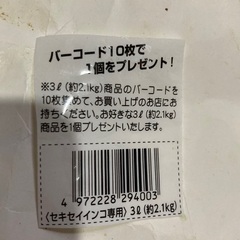 バーコード10枚で
1個をプレゼント!
※3ℓ(約2.1kg)商品のバーコードを
10枚集めて、お買い上げのお店にお
持ちください。お好きな3ℓ(約2.1kg)
商品を1個プレゼントいたします。
4 972228 294003
(セキセイインコ専用) 3ℓ(約2.1kg)